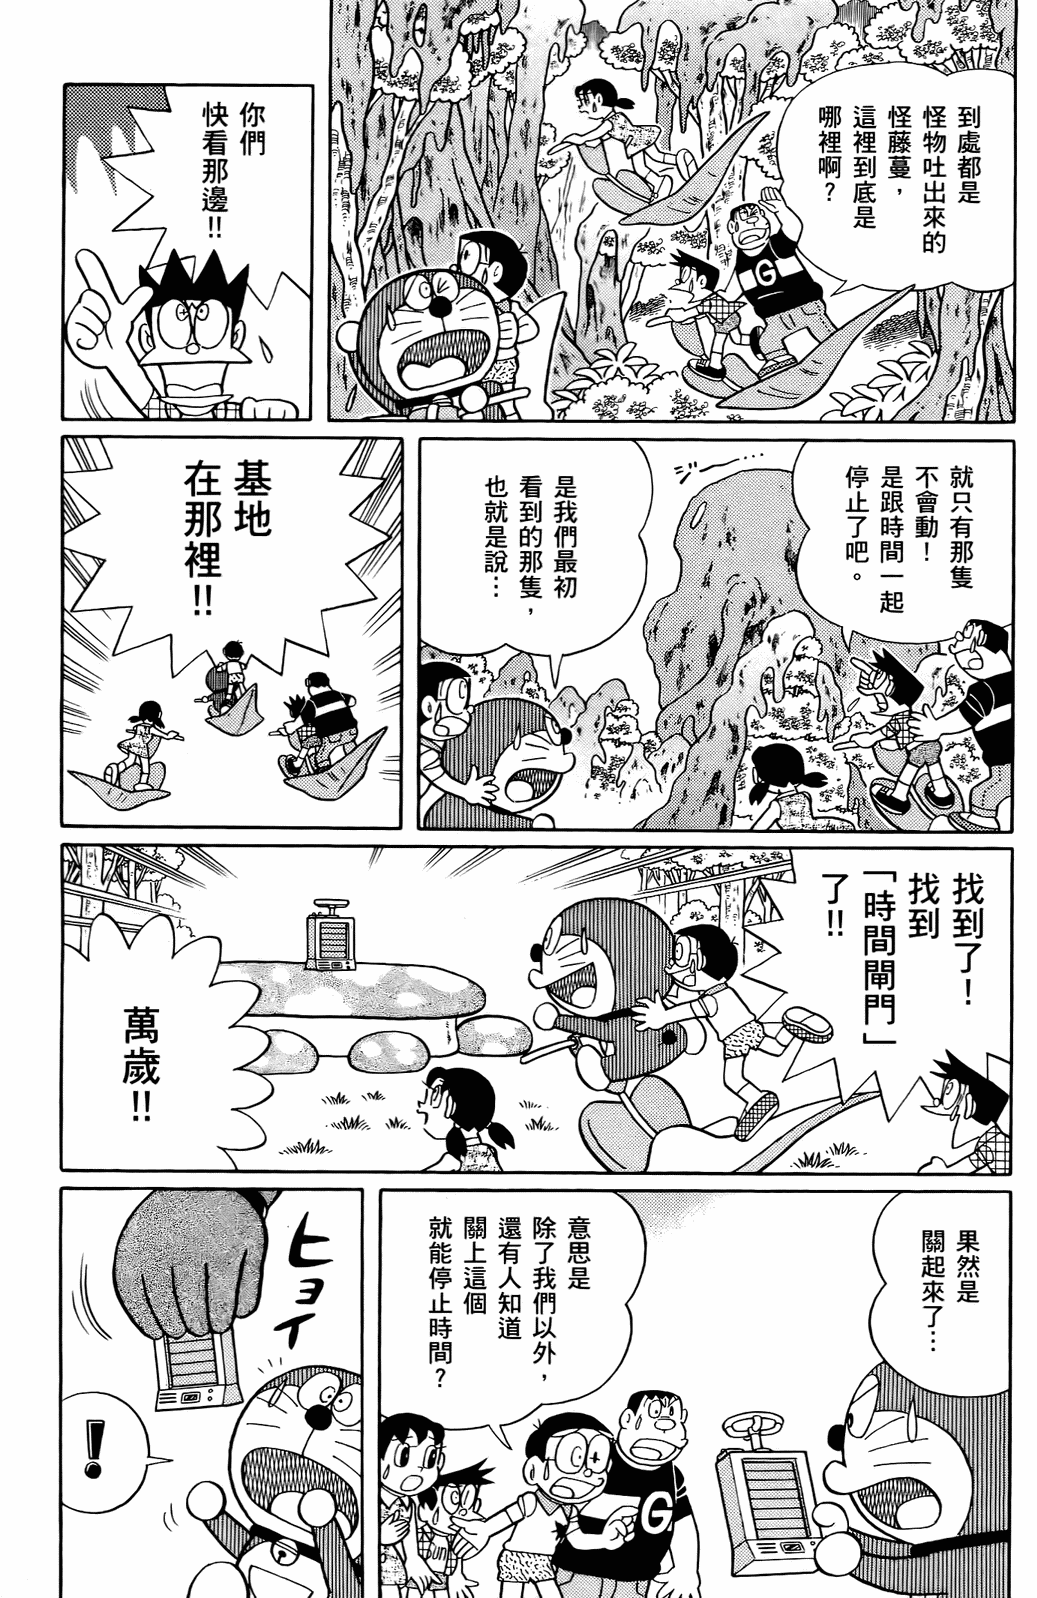 到處都是
怪物吐出來的
怪藤蔓，
這裡到底是
哪裡啊？
G
你們
快看那邊!!
就只有那隻
不會動！
是跟時間一起
停止了吧。
ジー……
是我們最初
看到的那隻，
也就是說…
基地
在那裡!!
找到了！
找到
「時間閘門」
了!!
萬歲!!
果然是
關起來了…
意思是
除了我們以外，
還有人知道
關上這個
就能停止時間？
G
Sun
ヒョイ
！